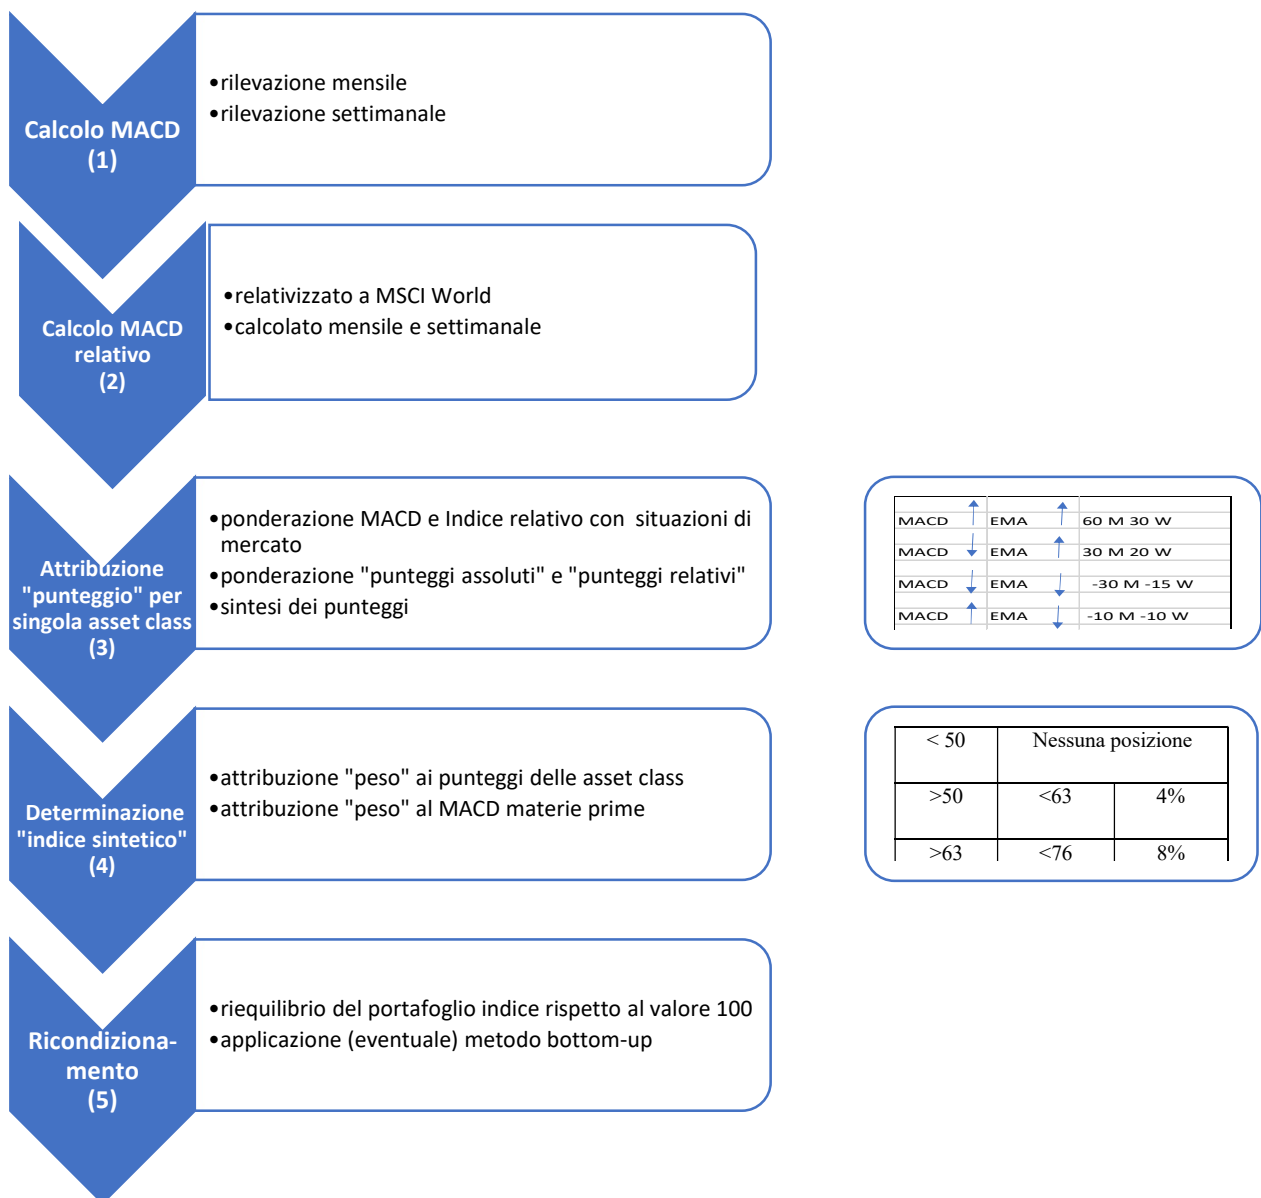 Calcolo MACD
(1)
•rilevazione mensile
•rilevazione settimanale
Calcolo MACD
relativo
(2)
•relativizzato a MSCI World
•calcolato mensile e settimanale
Attribuzione
"punteggio" per
singola asset class
(3)
•ponderazione MACD e Indice relativo con situazioni di
mercato
•ponderazione "punteggi assoluti" e "punteggi relativi"
•sintesi dei punteggi
MACD EMA 60 M 30 W
MACD EMA 30 M 20 W
MACD EMA -30 M -15 W
MACD EMA -10 M -10 W
Determinazione
"indice sintetico"
(4)
•attribuzione "peso" ai punteggi delle asset class
•attribuzione "peso" al MACD materie prime
< 50 Nessuna posizione
>50 <63 4%
>63 <76 8%
Ricondiziona-
mento
(5)
•riequilibrio del portafoglio indice rispetto al valore 100
•applicazione (eventuale) metodo bottom-up